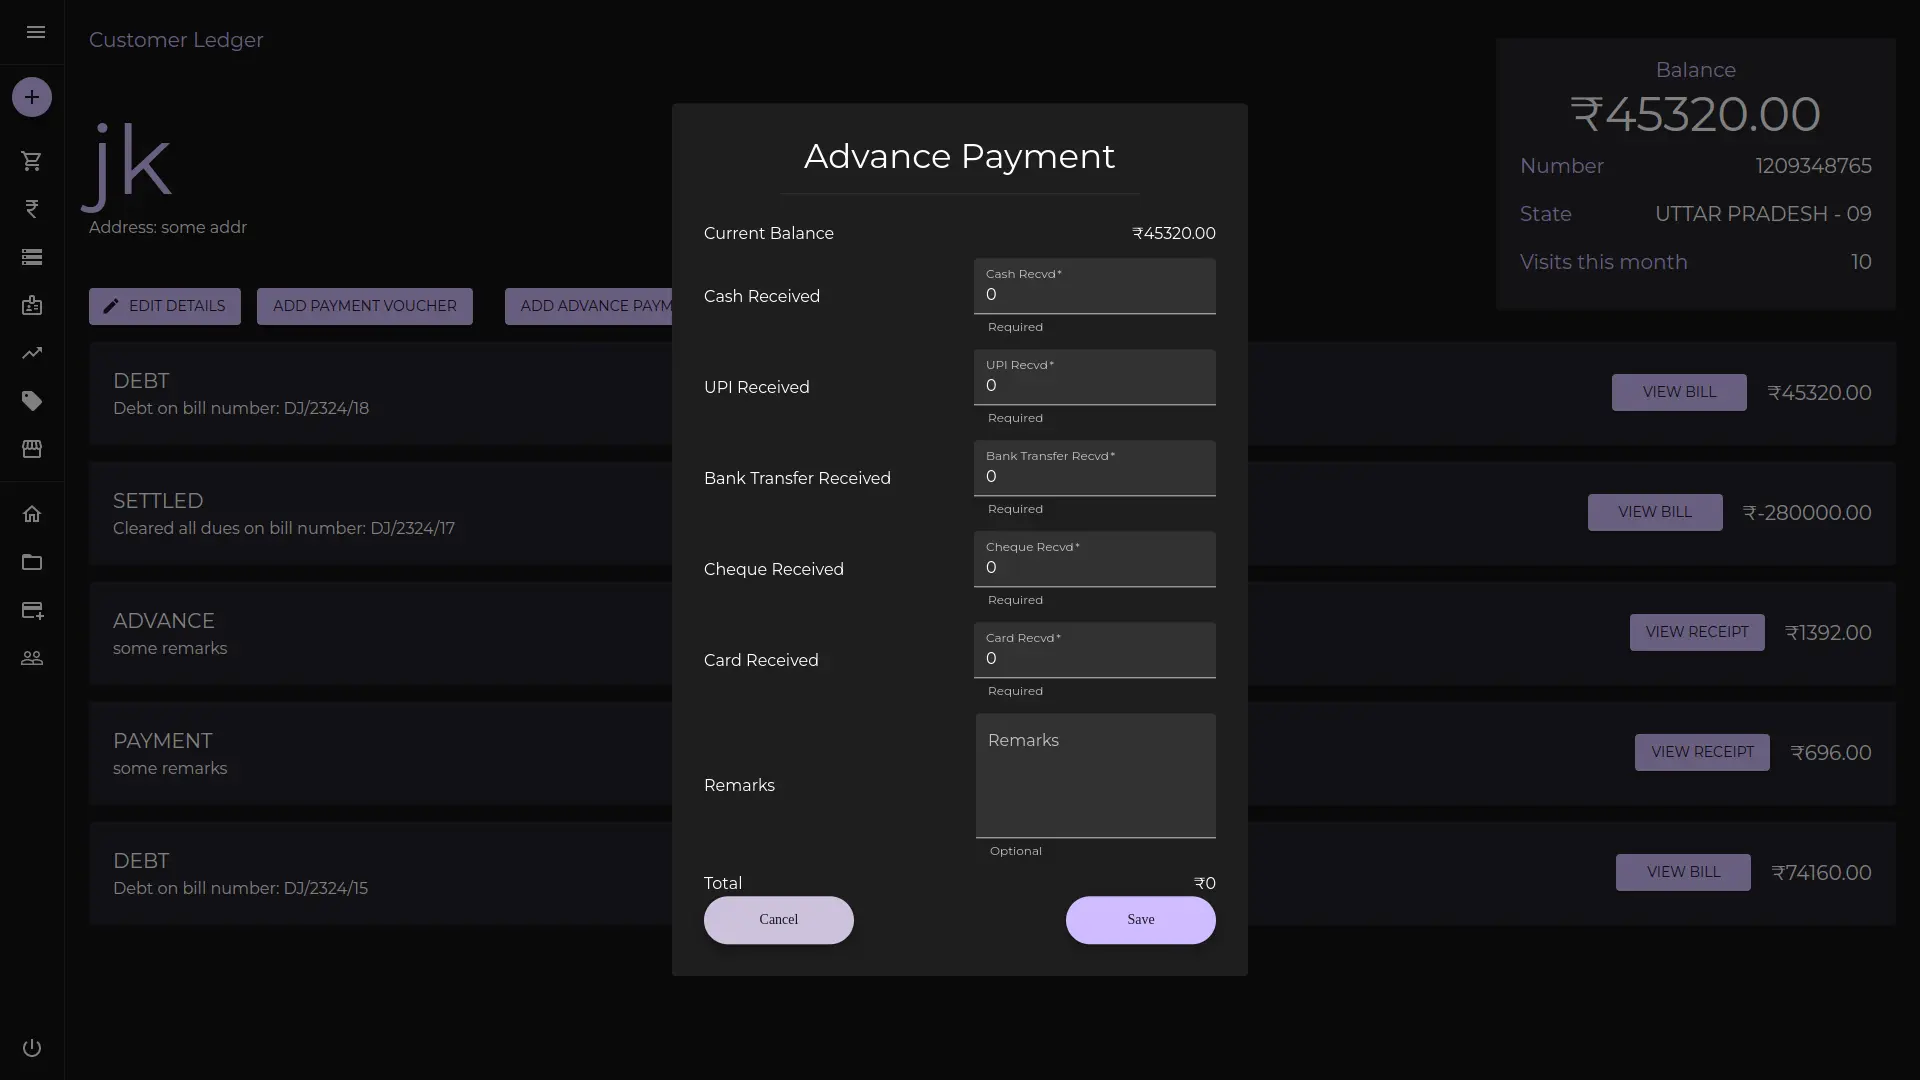 Customer Ledger
jk
Address: some addr
EDIT DETAILS
ADD PAYMENT VOUCHER
ADD ADVANCE PAYM
Balance
₹45320.00
Number 1209348765
State UTTAR PRADESH - 09
Visits this month 10
DEBT
Debt on bill number: DJ/2324/18
VIEW BILL ₹45320.00
SETTLED
Cleared all dues on bill number: DJ/2324/17
VIEW BILL ₹-280000.00
ADVANCE
some remarks
VIEW RECEIPT ₹1392.00
PAYMENT
some remarks
VIEW RECEIPT ₹696.00
DEBT
Debt on bill number: DJ/2324/15
VIEW BILL ₹74160.00
Advance Payment
Current Balance ₹45320.00
Cash Received
Cash Recvd*
0
Required
UPI Received
UPI Recvd*
0
Required
Bank Transfer Received
Bank Transfer Recvd*
0
Required
Cheque Received
Cheque Recvd*
0
Required
Card Received
Card Recvd*
0
Required
Remarks
Remarks
Optional
Total ₹0
Cancel
Save